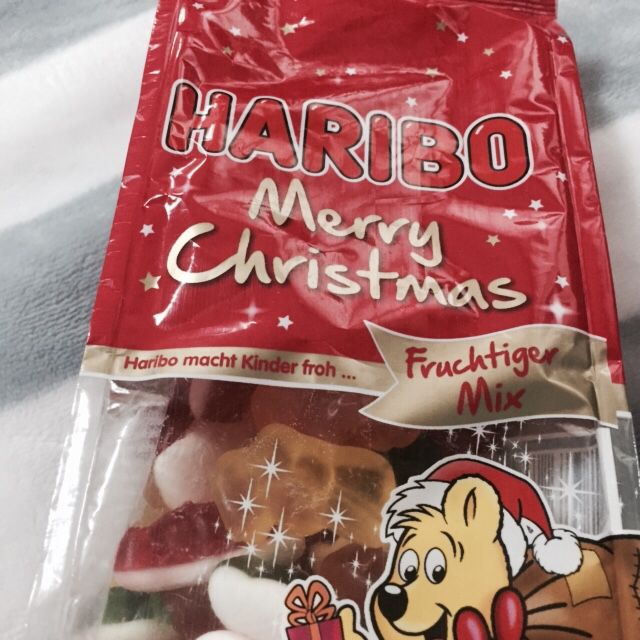 HARIBO
Merry
Christmas
Haribo macht Kinder froh ...
Fruchtiger
Mix